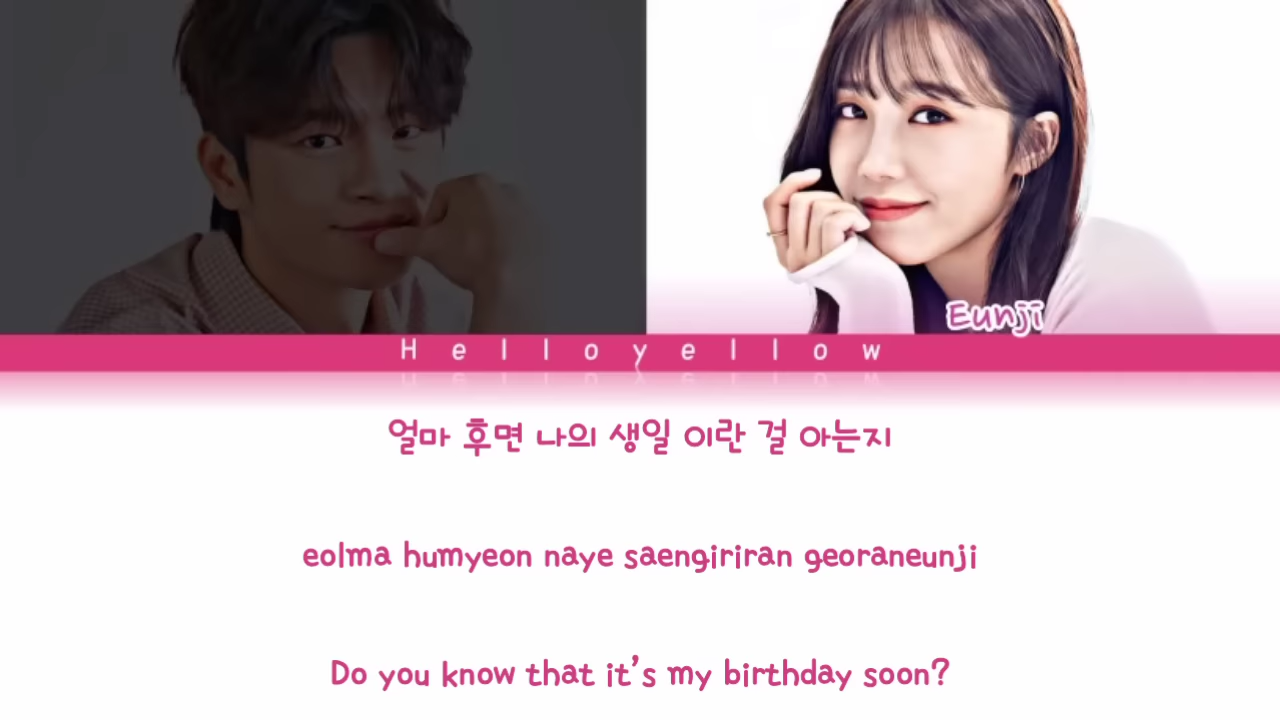 Eunji
Helloyellow
얼마 후면 나의 생일 이란 걸 아는지
eolma humyeon naye saengiriran georaneunji
Do you know that it's my birthday soon?